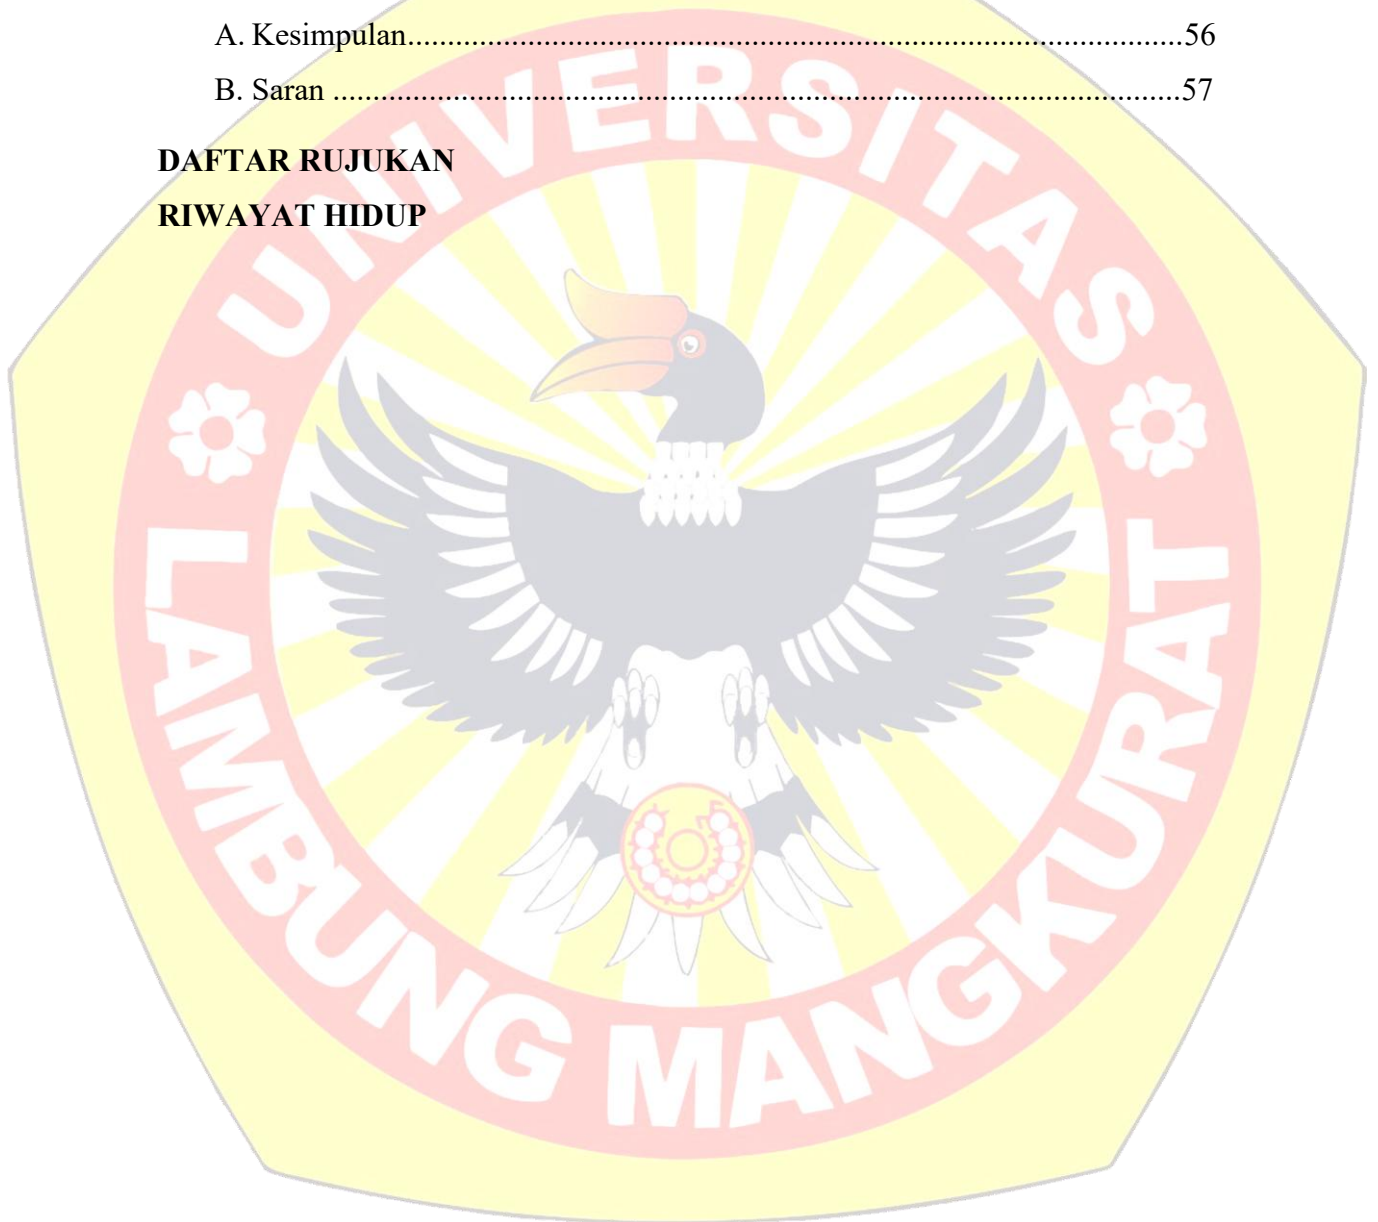 A. Kesimpulan.................................................................................56
B. Saran .........................................................................................57
DAFTAR RUJUKAN
RIWAYAT HIDUP
UNIVERSITAS
LAMBUNG MANGKURAT